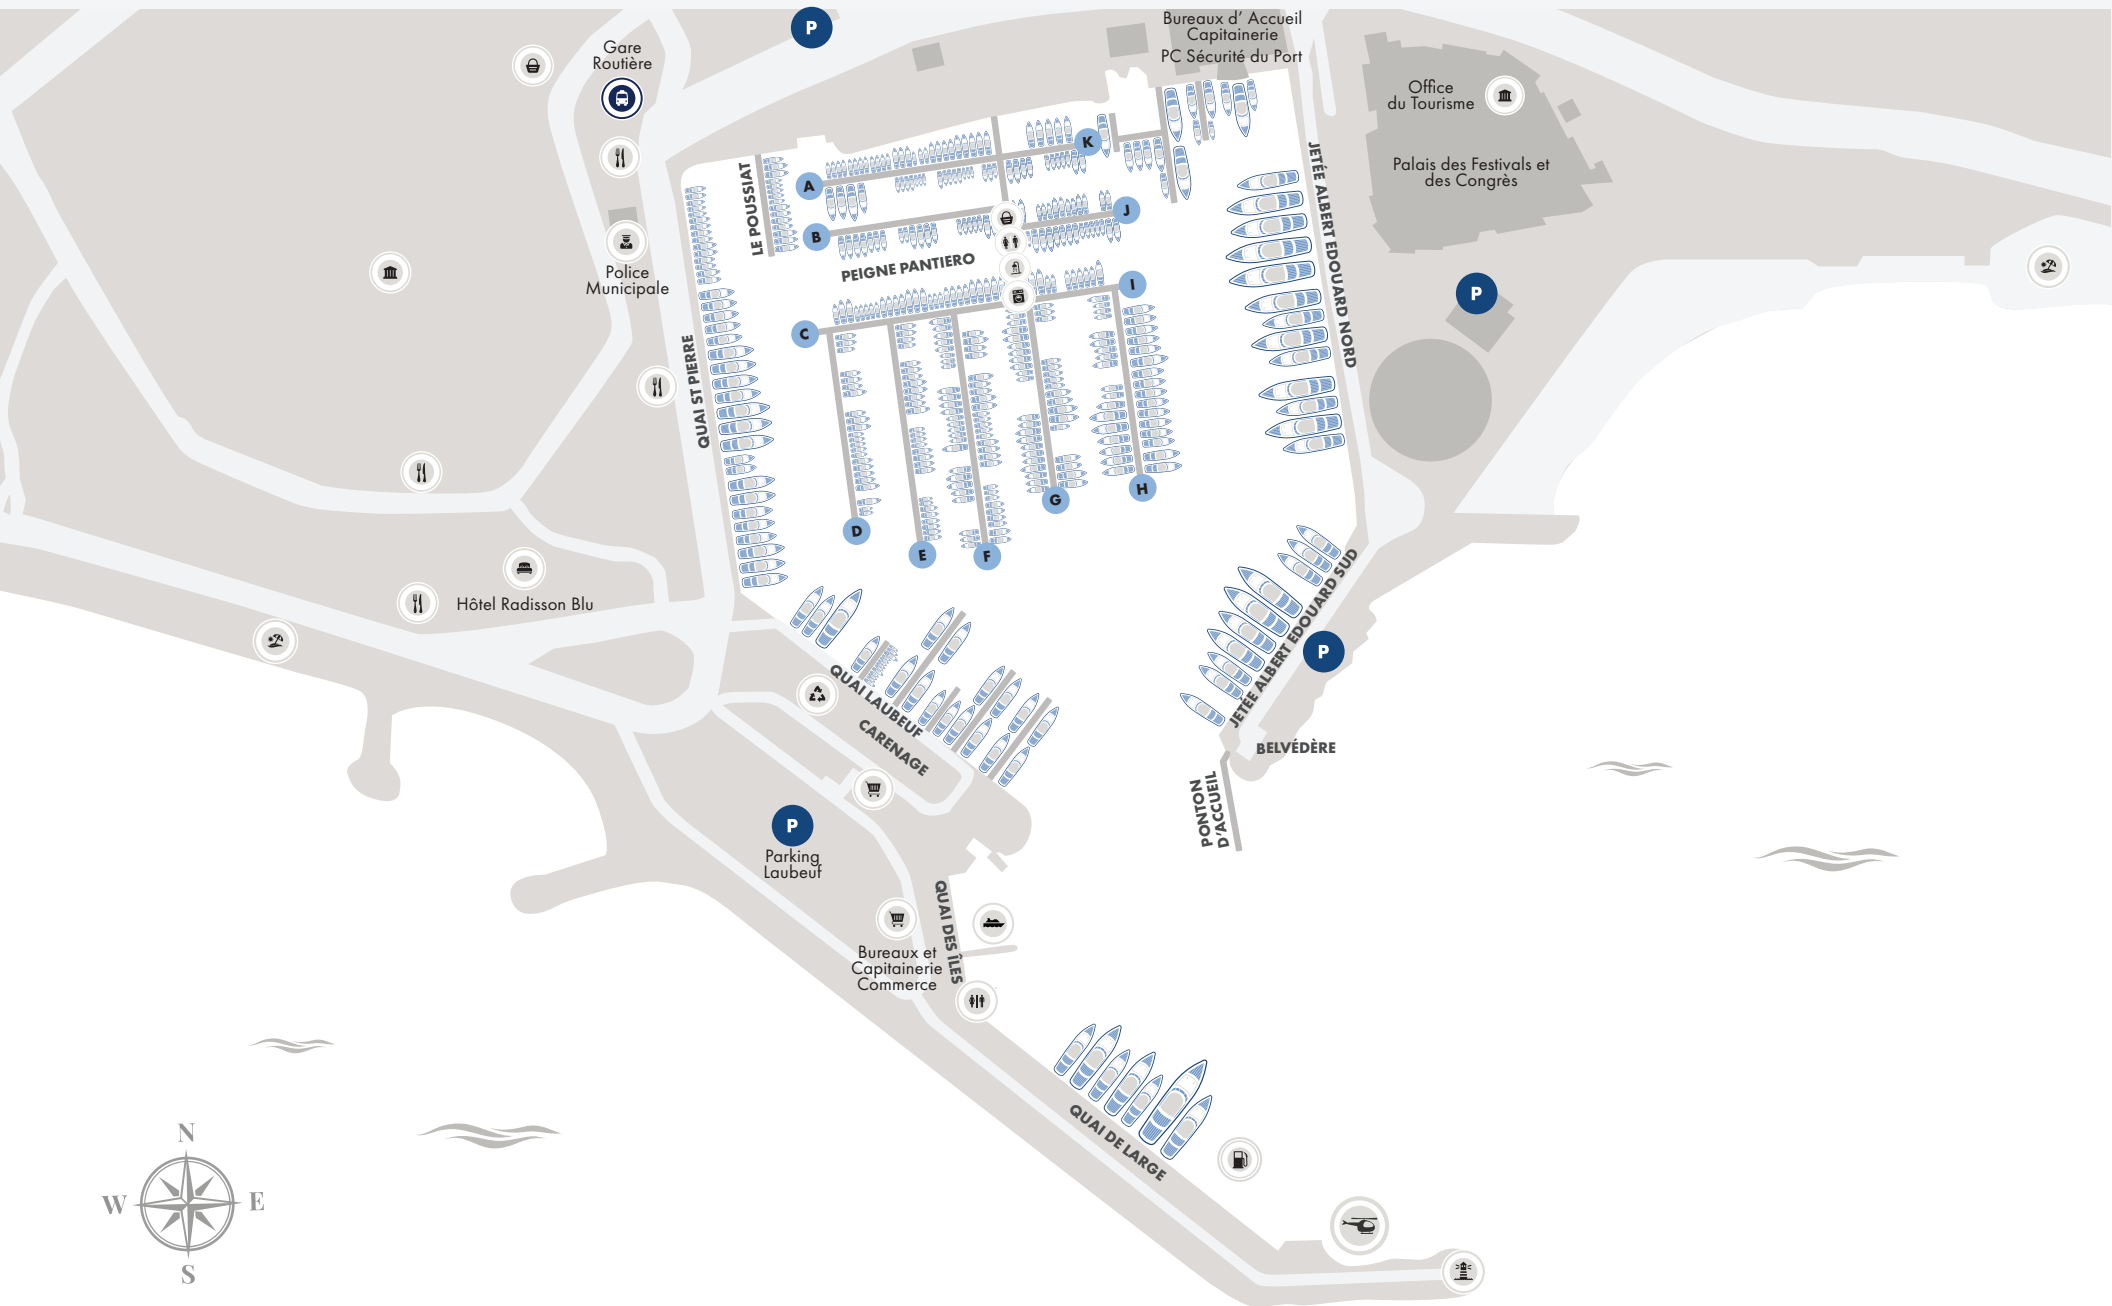 P
Bureaux d' Accueil
Capitainerie
PC Sécurité du Port
Gare
Routière
Office
du Tourisme
Palais des Festivals et
des Congrès
K
A
LE POUSSIAT
J
B
PEIGNE PANTIERO
Police
Municipale
I
C
P
JETÉE ALBERT EDOUARD NORD
QUAI ST PIERRE
H
G
D
E
F
Hôtel Radisson Blu
JETÉE ALBERT EDOUARD SUD
P
QUAI LAUBEUF
CARENAGE
BELVÉDÈRE
PONTON
D'ACCUEIL
P
Parking
Laubeuf
QUAI DES ÎLES
Bureaux et
Capitainerie
Commerce
QUAI DE LARGE
N
W
E
S